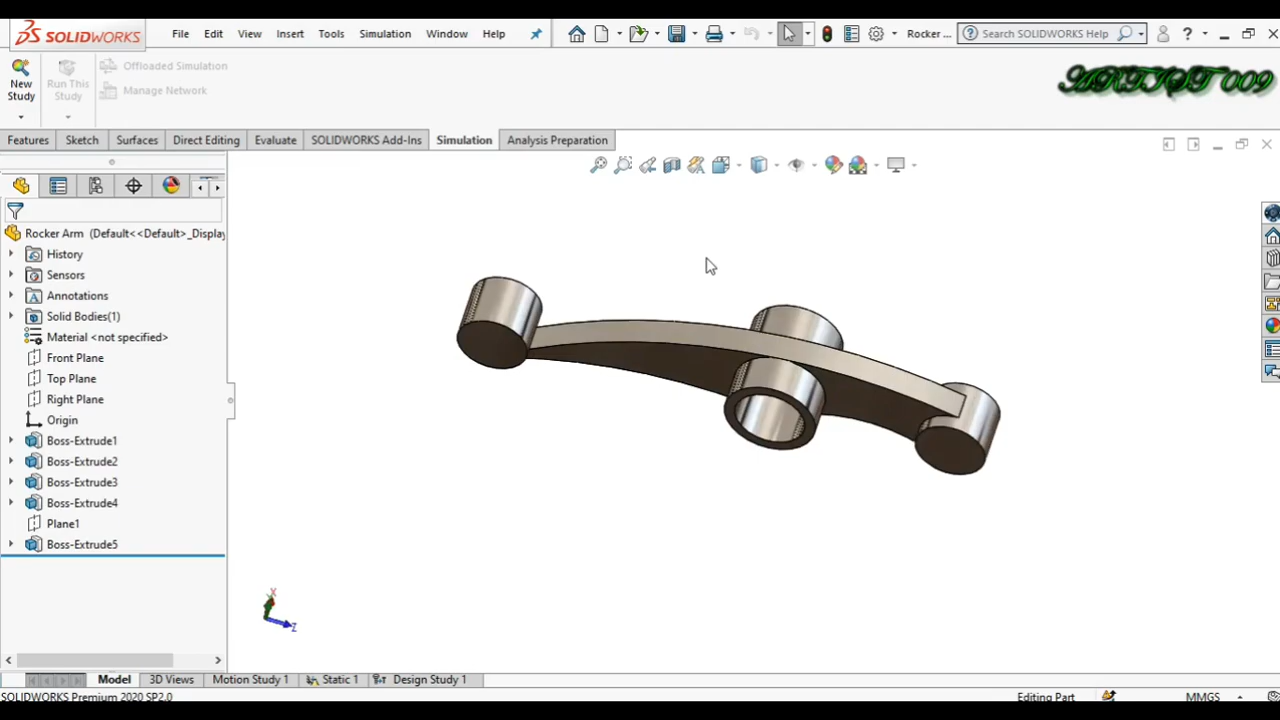 SOLIDWORKS
File Edit View Insert Tools Simulation Window Help
Rocker ...
Search SOLIDWORKS Help
New Study
Run This Study
Offloaded Simulation
Manage Network
ARTIST 009
Features Sketch Surfaces Direct Editing Evaluate SOLIDWORKS Add-Ins Simulation Analysis Preparation
Rocker Arm (Default<<Default>_Display
History
Sensors
Annotations
Solid Bodies(1)
Material <not specified>
Front Plane
Top Plane
Right Plane
Origin
Boss-Extrude1
Boss-Extrude2
Boss-Extrude3
Boss-Extrude4
Plane1
Boss-Extrude5
X
Z
Model 3D Views Motion Study 1 Static 1 Design Study 1
SOLIDWORKS Premium 2020 SP2.0
Editing Part
MMGS